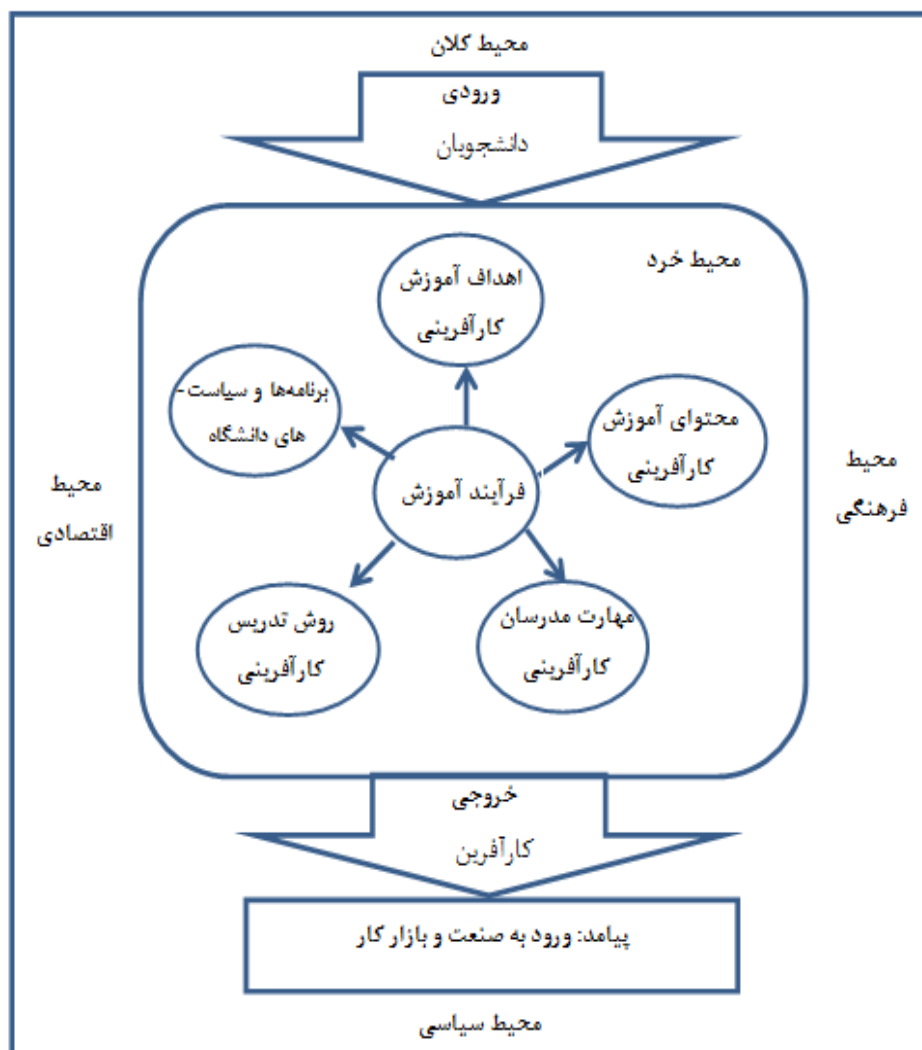 محیط کلان
ورودی
دانشجویان
محیط خرد
اهداف آموزش
کارآفرینی
برنامه‌ها و سیاست-
های دانشگاه
محتوای آموزش
کارآفرینی
فرآیند آموزش
محیط
فرهنگی
محیط
اقتصادی
روش تدریس
کارآفرینی
مهارت مدرسان
کارآفرینی
خروجی
کارآفرین
پیامد: ورود به صنعت و بازار کار
محیط سیاسی